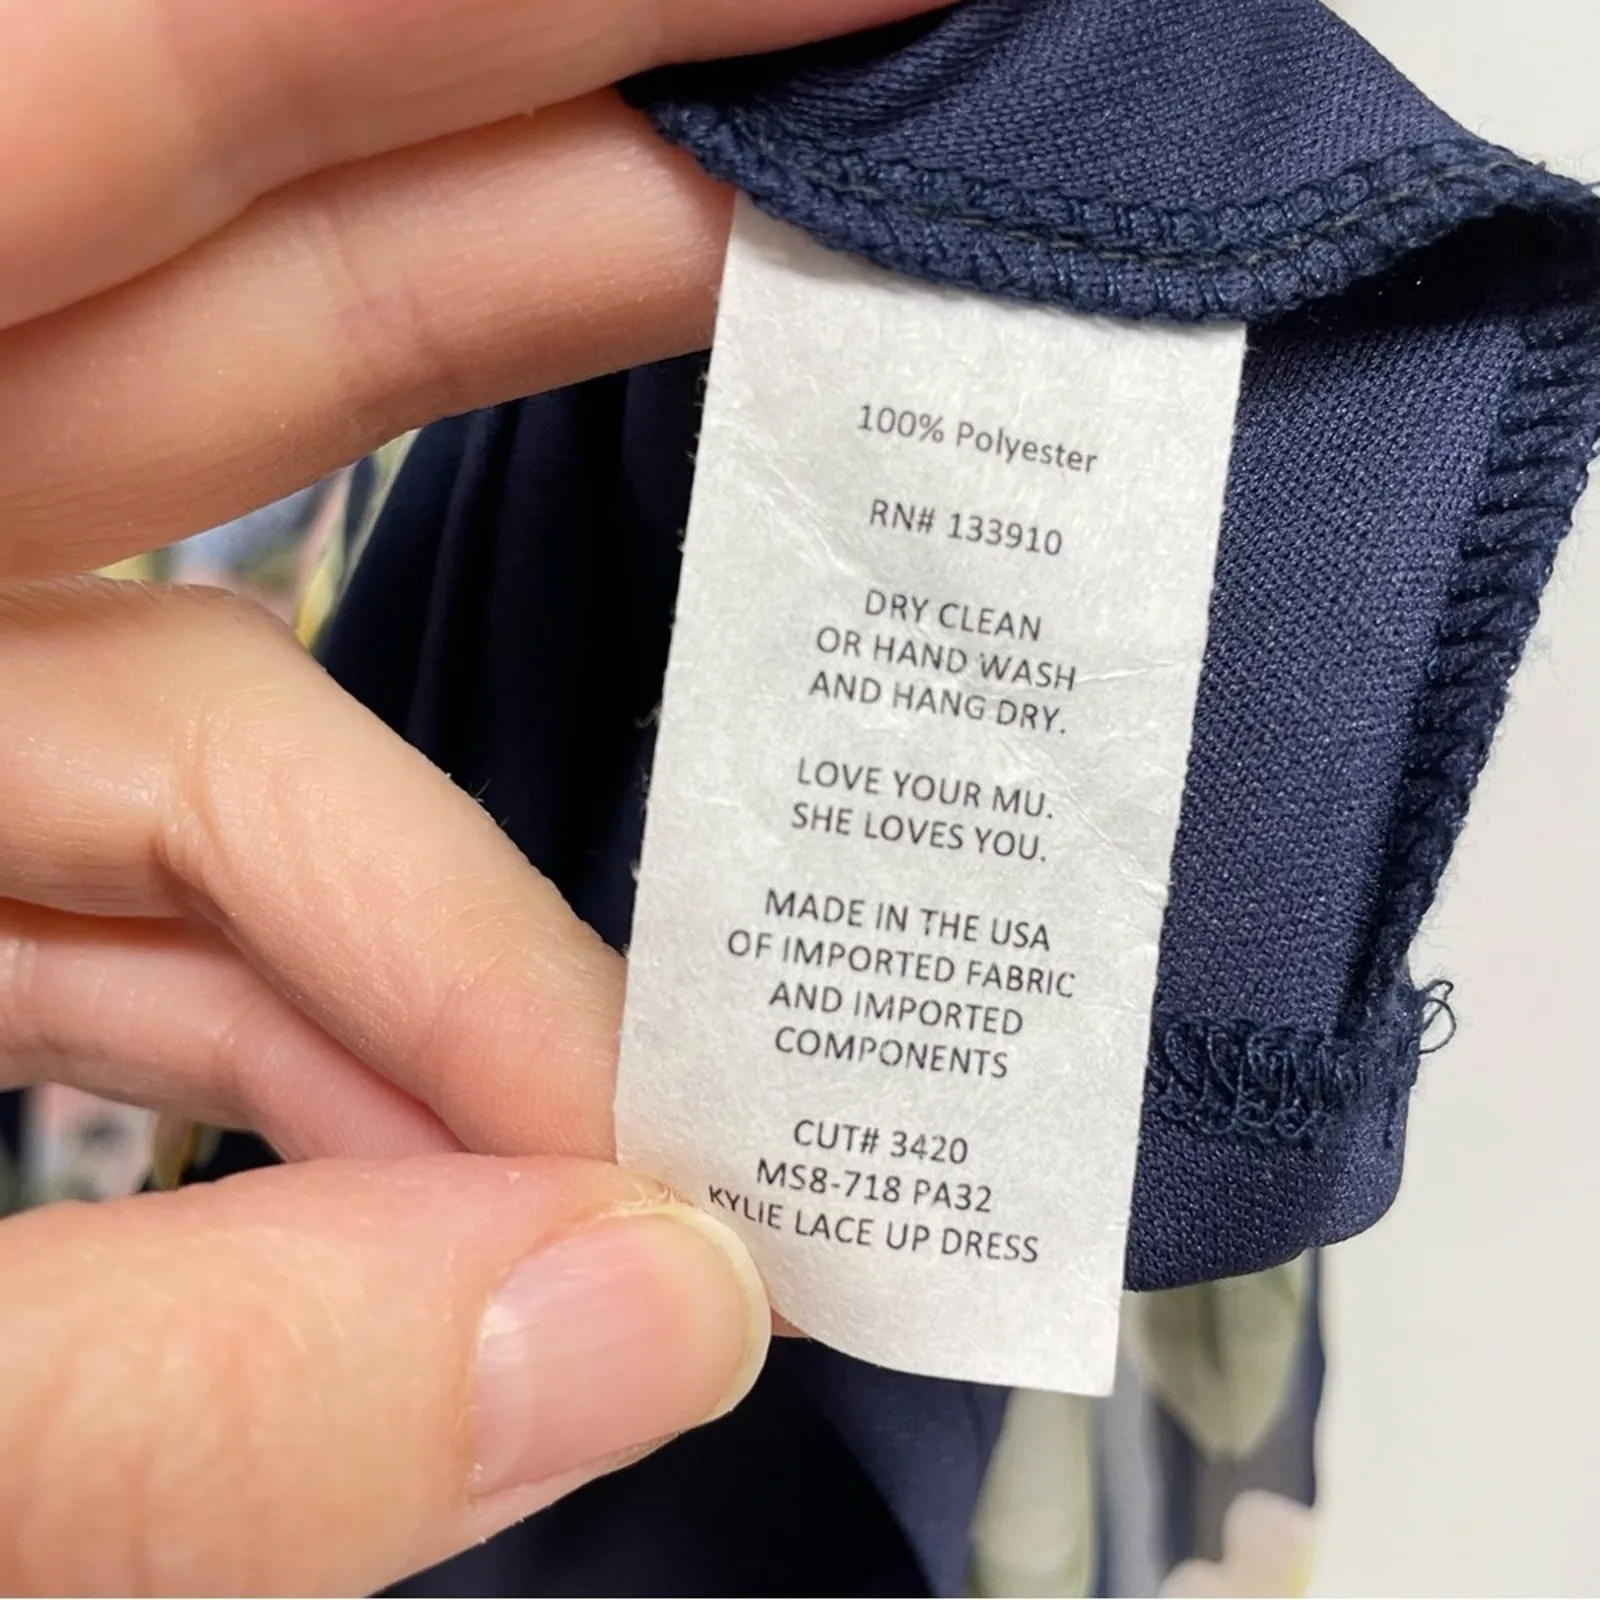 100% Polyester
RN# 133910
DRY CLEAN
OR HAND WASH
AND HANG DRY.
LOVE YOUR MU.
SHE LOVES YOU.
MADE IN THE USA
OF IMPORTED FABRIC
AND IMPORTED
COMPONENTS
CUT# 3420
MS8-718 PA32
KYLIE LACE UP DRESS